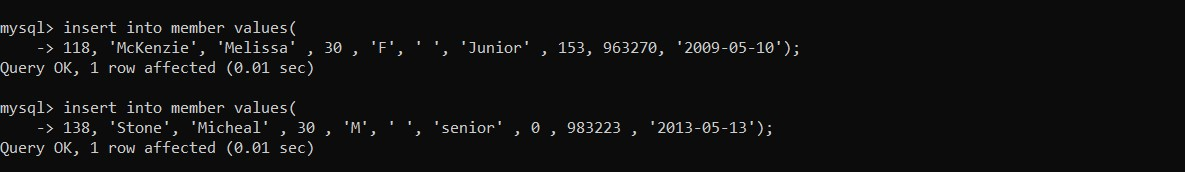 mysql> insert into member values(
    -> 118, 'McKenzie', 'Melissa' , 30 , 'F', ' ', 'Junior' , 153, 963270, '2009-05-10');
Query OK, 1 row affected (0.01 sec)
mysql> insert into member values(
    -> 138, 'Stone', 'Micheal' , 30 , 'M', ' ', 'senior' , 0 , 983223 , '2013-05-13');
Query OK, 1 row affected (0.01 sec)